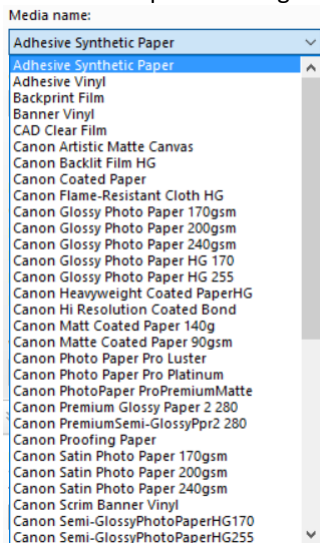 Media name:
Adhesive Synthetic Paper
Adhesive Synthetic Paper
Adhesive Vinyl
Backprint Film
Banner Vinyl
CAD Clear Film
Canon Artistic Matte Canvas
Canon Backlit Film HG
Canon Coated Paper
Canon Flame-Resistant Cloth HG
Canon Glossy Photo Paper 170gsm
Canon Glossy Photo Paper 200gsm
Canon Glossy Photo Paper 240gsm
Canon Glossy Photo Paper HG 170
Canon Glossy Photo Paper HG 255
Canon Heavyweight Coated PaperHG
Canon Hi Resolution Coated Bond
Canon Matt Coated Paper 140g
Canon Matte Coated Paper 90gsm
Canon Photo Paper Pro Luster
Canon Photo Paper Pro Platinum
Canon PhotoPaper ProPremiumMatte
Canon Premium Glossy Paper 2 280
Canon PremiumSemi-GlossyPpr2 280
Canon Proofing Paper
Canon Satin Photo Paper 170gsm
Canon Satin Photo Paper 200gsm
Canon Satin Photo Paper 240gsm
Canon Scrim Banner Vinyl
Canon Semi-GlossyPhotoPaperHG170
Canon Semi-GlossyPhotoPaperHG255